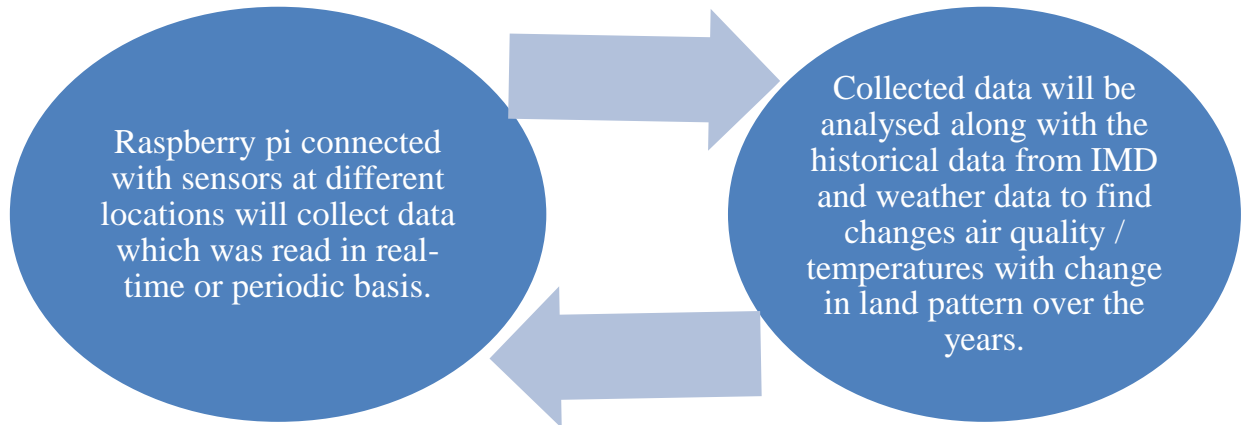 Raspberry pi connected
with sensors at different
locations will collect data
which was read in real-
time or periodic basis.
Collected data will be
analysed along with the
historical data from IMD
and weather data to find
changes air quality /
temperatures with change
in land pattern over the
years.